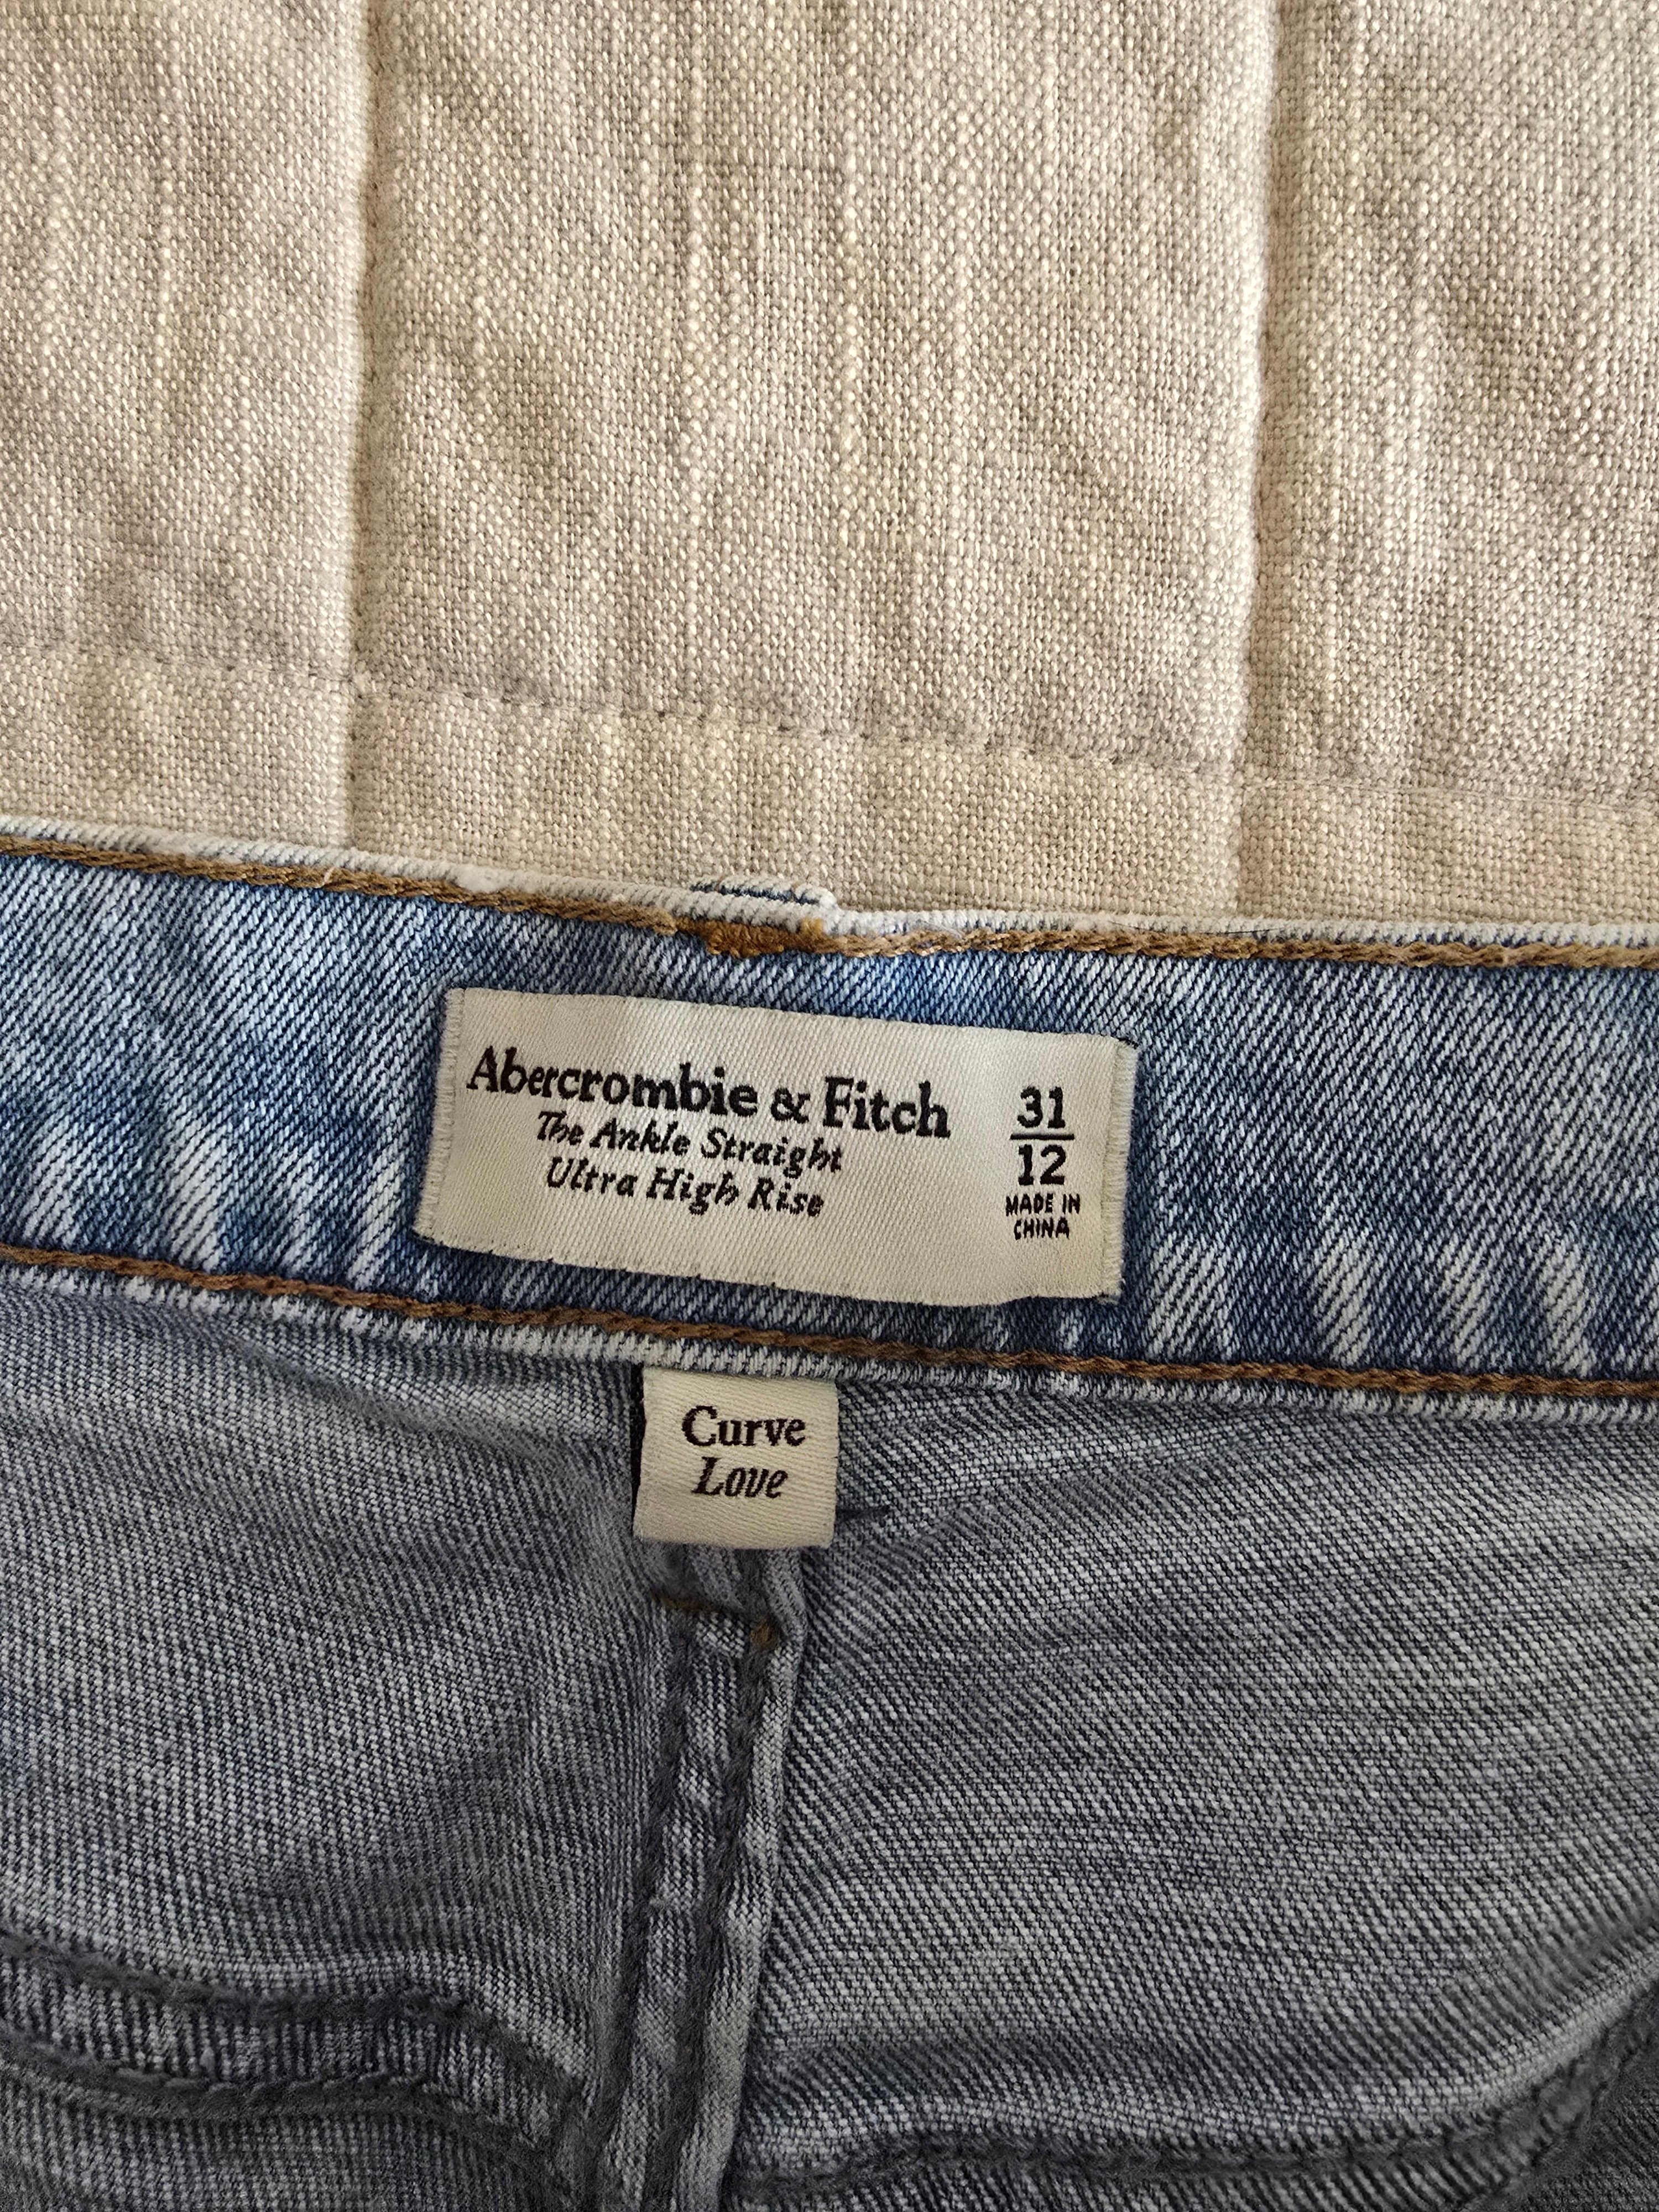 Abercrombie & Fitch
The Ankle Straight
Ultra High Rise
31
12
MADE IN
CHINA
Curve
Love